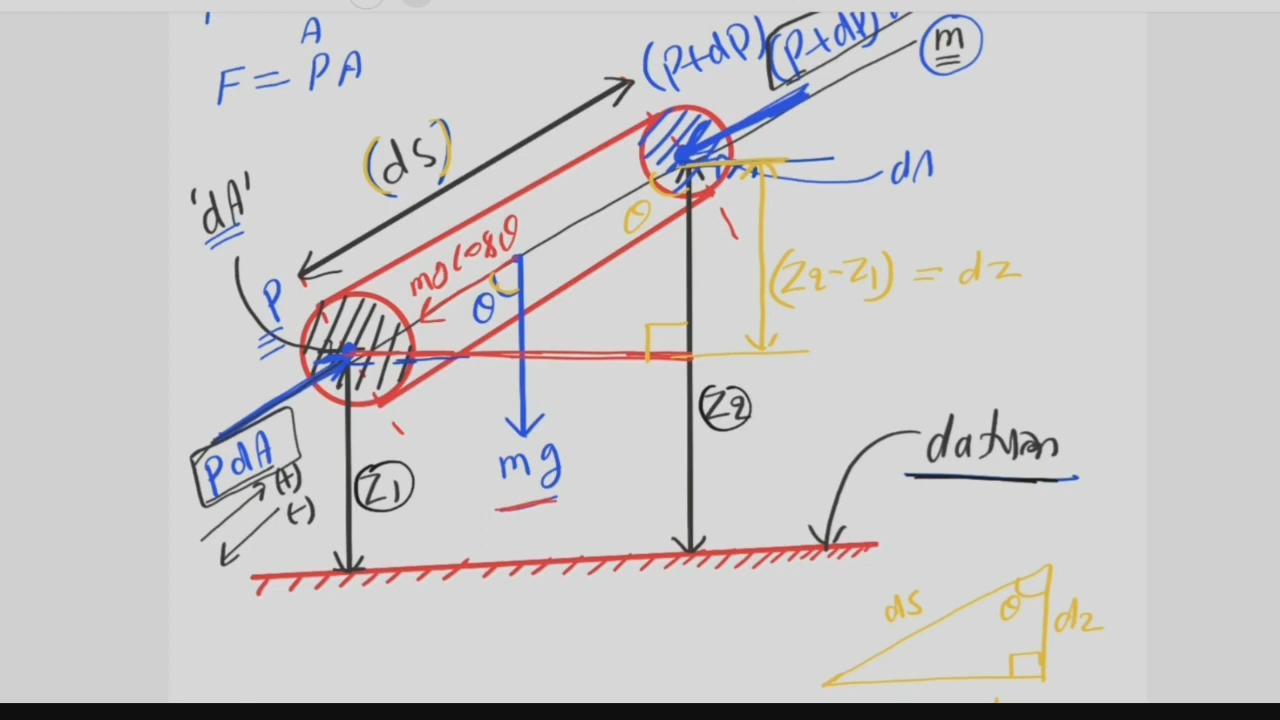 A
F = PA
(P+dP)
(P+dP)
m
(ds)
'dA'
dA
θ
mg cosθ
P
θ
(Z2-Z1) = dz
Z2
PdA
(+)
(-)
Z1
mg
datum
ds
θ
dz